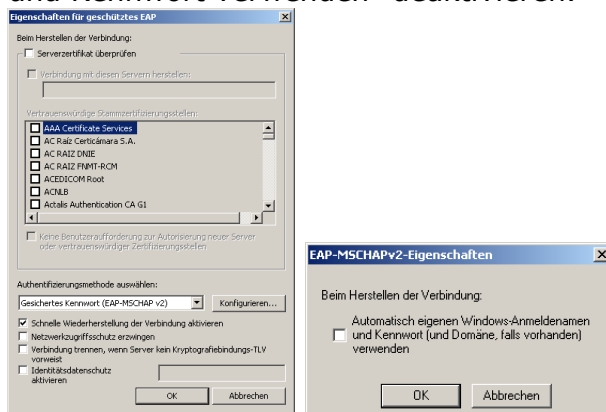 und Kennwort verwenden" deaktivieren.
Eigenschaften für geschütztes EAP
Beim Herstellen der Verbindung:
Serverzertifikat überprüfen
Verbindung mit diesen Servern herstellen:
Vertrauenswürdige Stammzertifizierungsstellen:
AAA Certificate Services
AC Raíz Certicámara S.A.
AC RAIZ DNIE
AC RAIZ FNMT-RCM
ACEDICOM Root
ACNLB
Actalis Authentication CA G1
Keine Benutzeraufforderung zur Autorisierung neuer Server
oder vertrauenswürdiger Zertifizierungsstellen
Authentifizierungsmethode auswählen:
Gesichertes Kennwort (EAP-MSCHAP v2)
Konfigurieren...
Schnelle Wiederherstellung der Verbindung aktivieren
Netzwerkzugriffsschutz erzwingen
Verbindung trennen, wenn Server kein Kryptografiebindungs-TLV
vorweist
Identitätsdatenschutz
aktivieren
OK Abbrechen
EAP-MSCHAPv2-Eigenschaften
Beim Herstellen der Verbindung:
Automatisch eigenen Windows-Anmeldenamen
und Kennwort (und Domäne, falls vorhanden)
verwenden
OK Abbrechen